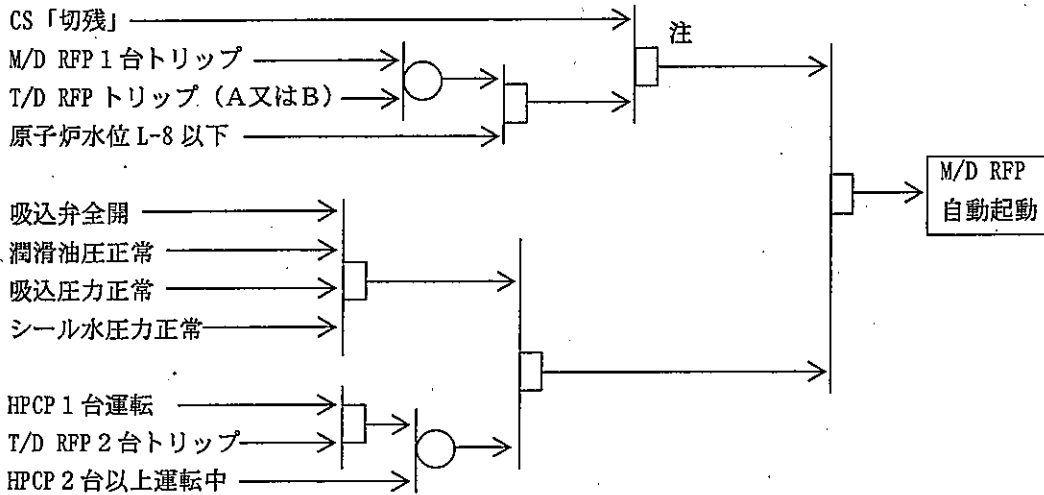 CS「切残」
注
M/D RFP 1台トリップ
T/D RFP トリップ（A又はB）
原子炉水位 L-8 以下
M/D RFP
自動起動
吸込弁全開
潤滑油圧正常
吸込圧力正常
シール水圧力正常
HPCP 1台運転
T/D RFP 2台トリップ
HPCP 2台以上運転中